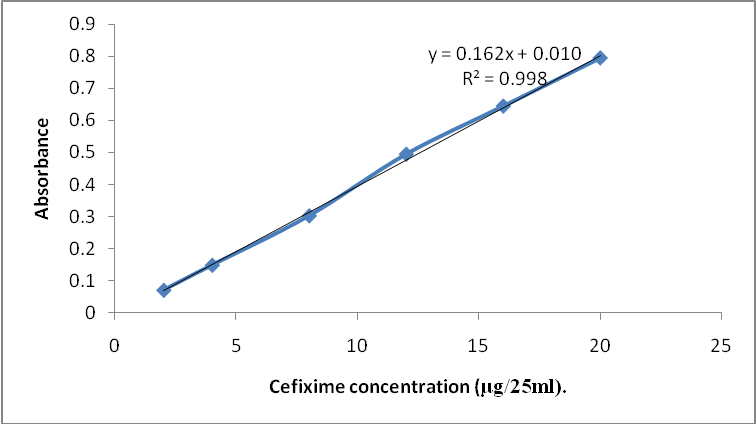 y = 0.162x + 0.010
R² = 0.998
0.9
0.8
0.7
0.6
0.5
0.4
0.3
0.2
0.1
0
Absorbance
0 5 10 15 20 25
Cefixime concentration (µg/25ml).